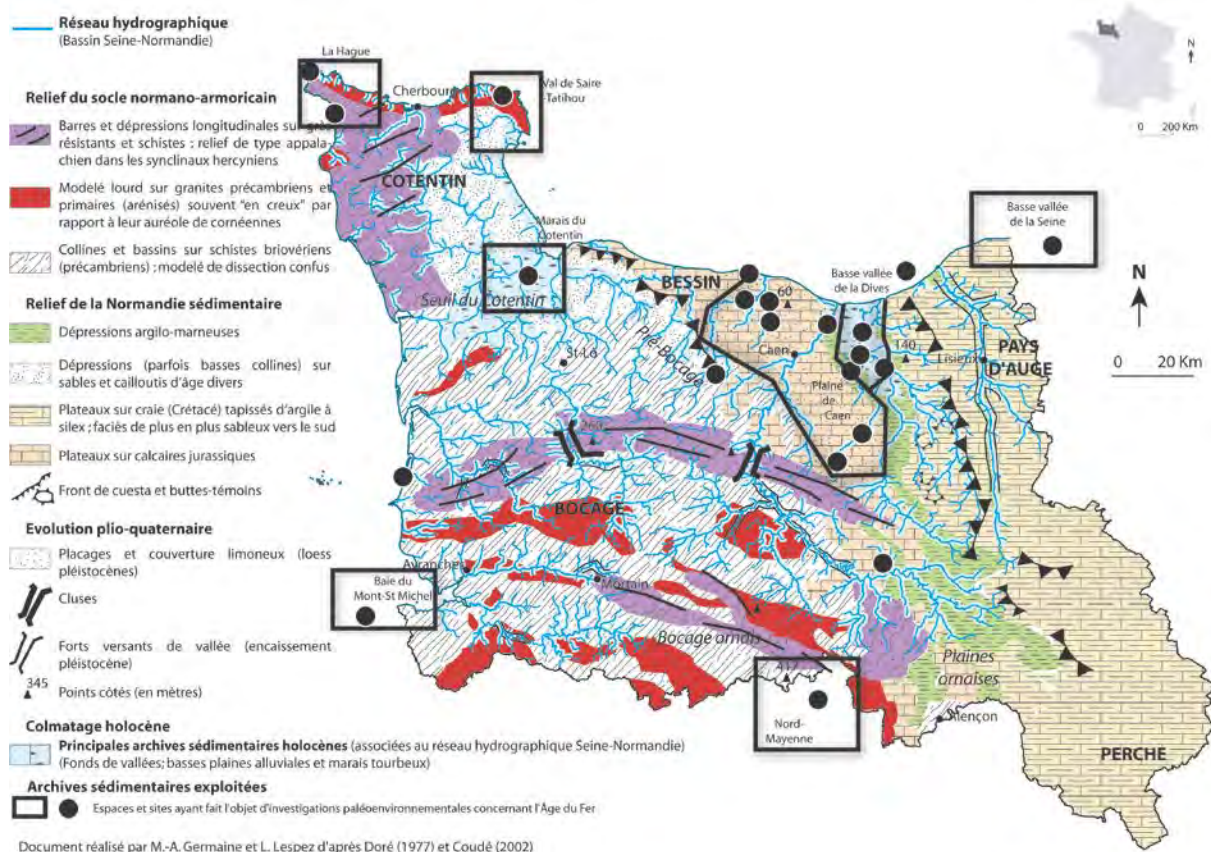 Réseau hydrographique
(Bassin Seine-Normandie)
Relief du socle normano-armoricain
Barres et dépressions longitudinales sur grès
résistants et schistes : relief de type appala-
chien dans les synclinaux hercyniens
Modelé lourd sur granites précambriens et
primaires (arénisés) souvent "en creux" par
rapport à leur auréole de cornéennes
Collines et bassins sur schistes briovériens
(précambriens) ; modelé de dissection confus
Relief de la Normandie sédimentaire
Dépressions argilo-marneuses
Dépressions (parfois basses collines) sur
sables et cailloutis d'âge divers
Plateaux sur craie (Crétacé) tapissés d'argile à
silex ; faciès de plus en plus sableux vers le sud
Plateaux sur calcaires jurassiques
Front de cuesta et buttes-témoins
Evolution plio-quaternaire
Placages et couverture limoneux (loess
pléistocènes)
Cluses
Forts versants de vallée (encaissement
pléistocène)
345
Points côtés (en mètres)
Colmatage holocène
Principales archives sédimentaires holocènes (associées au réseau hydrographique Seine-Normandie)
(Fonds de vallées; basses plaines alluviales et marais tourbeux)
Archives sédimentaires exploitées
Espaces et sites ayant fait l'objet d'investigations paléoenvironnementales concernant l'Âge du Fer
Document réalisé par M.-A. Germaine et L. Lespez d'après Doré (1977) et Coudé (2002)
La Hague
Cherbourg
Val de Saire
-Tatihou
COTENTIN
Marais du
Cotentin
Seuil du Cotentin
BESSIN
60
Basse vallée
de la Dives
Basse vallée
de la Seine
St-Lô
Pré-Bocage
Caen
Plaine
de
Caen
140
Lisieux
PAYS
D'AUGE
260
BOCAGE
Avranches
Mortain
Baie du
Mont-St Michel
Bocage ornais
Nord-
Mayenne
Plaines
ornaises
Alençon
PERCHE
N
0 200 Km
N
0 20 Km